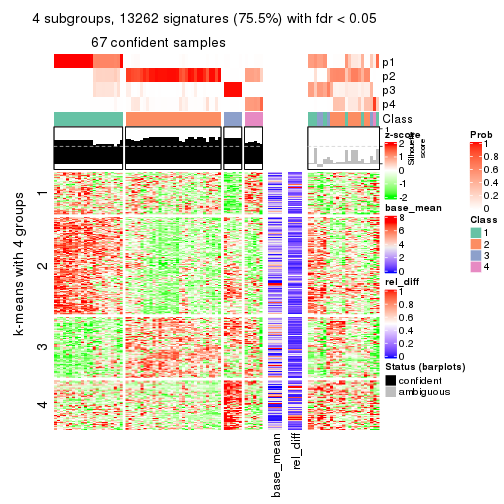 4 subgroups, 13262 signatures (75.5%) with fdr < 0.05
67 confident samples
p1
p2
p3
p4
Class
1
Silhouette
score
k-means with 4 groups
1
2
3
4
base_mean
rel_diff
z-score
2
1
0
-1
-2
base_mean
8
6
4
2
0
rel_diff
1
0.8
0.6
0.4
0.2
0
Status (barplots)
confident
ambiguous
Prob
1
0.8
0.6
0.4
0.2
0
Class
1
2
3
4